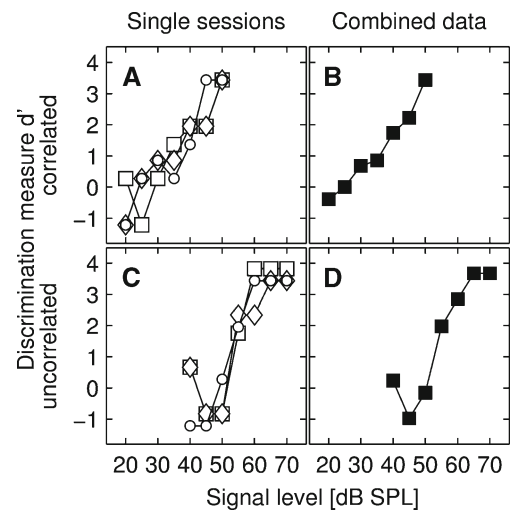 Single sessions Combined data
Discrimination measure d'
correlated
uncorrelated
A
4
3
2
1
0
−1
B
C
4
3
2
1
0
−1
20 30 40 50 60 70
D
20 30 40 50 60 70
Signal level [dB SPL]